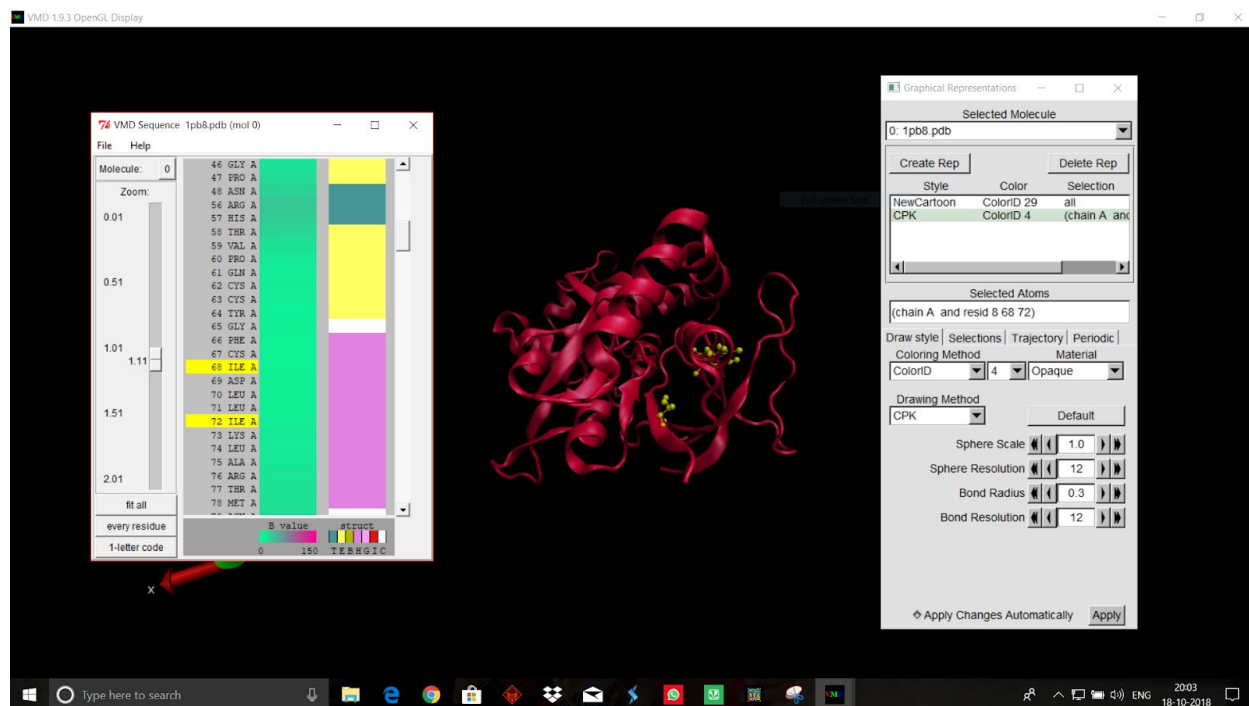 VMD 1.9.3 OpenGL Display
VMD Sequence 1pb8.pdb (mol 0)
File Help
Molecule: 0
Zoom:
0.01
0.51
1.01
1.11
1.51
2.01
fit all
every residue
1-letter code
46 GLY A
47 PRO A
48 ASN A
56 ARG A
57 HIS A
58 THR A
59 VAL A
60 PRO A
61 GLN A
62 CYS A
63 CYS A
64 TYR A
65 GLY A
66 PHE A
67 CYS A
68 ILE A
69 ASP A
70 LEU A
71 LEU A
72 ILE A
73 LYS A
74 LEU A
75 ALA A
76 ARG A
77 THR A
78 MET A
B value struct
0 150 T E B H G I C
x
Graphical Representations
Selected Molecule
0: 1pb8.pdb
Create Rep Delete Rep
Style Color Selection
NewCartoon ColorID 29 all
CPK ColorID 4 (chain A and
Selected Atoms
(chain A and resid 8 68 72)
Draw style Selections Trajectory Periodic
Coloring Method Material
ColorID 4 Opaque
Drawing Method
CPK Default
Sphere Scale 1.0
Sphere Resolution 12
Bond Radius 0.3
Bond Resolution 12
Apply Changes Automatically Apply
Type here to search
ENG
20:03
18-10-2018